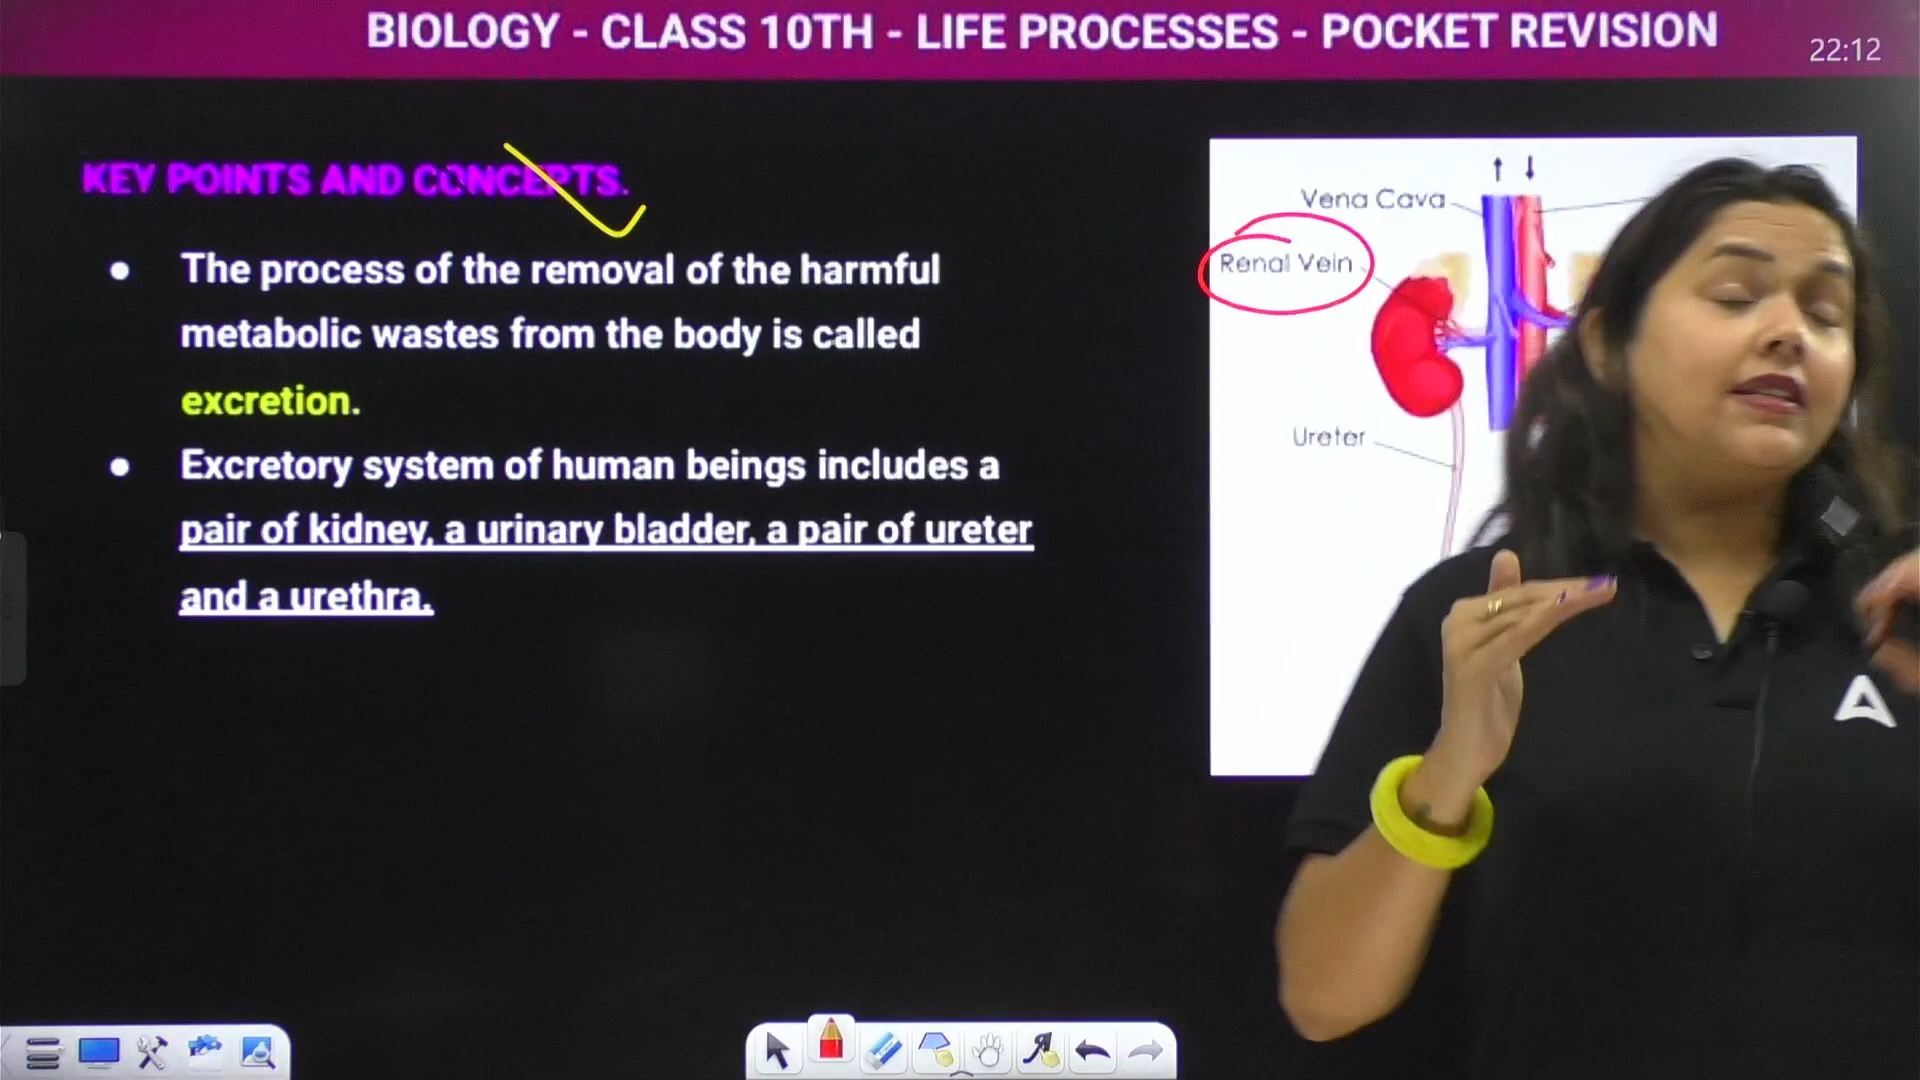 BIOLOGY - CLASS 10TH - LIFE PROCESSES - POCKET REVISION
22:12
KEY POINTS AND CONCEPTS.
● The process of the removal of the harmful
metabolic wastes from the body is called
excretion.
● Excretory system of human beings includes a
pair of kidney, a urinary bladder, a pair of ureter
and a urethra.
Vena Cava
Renal Vein
Ureter